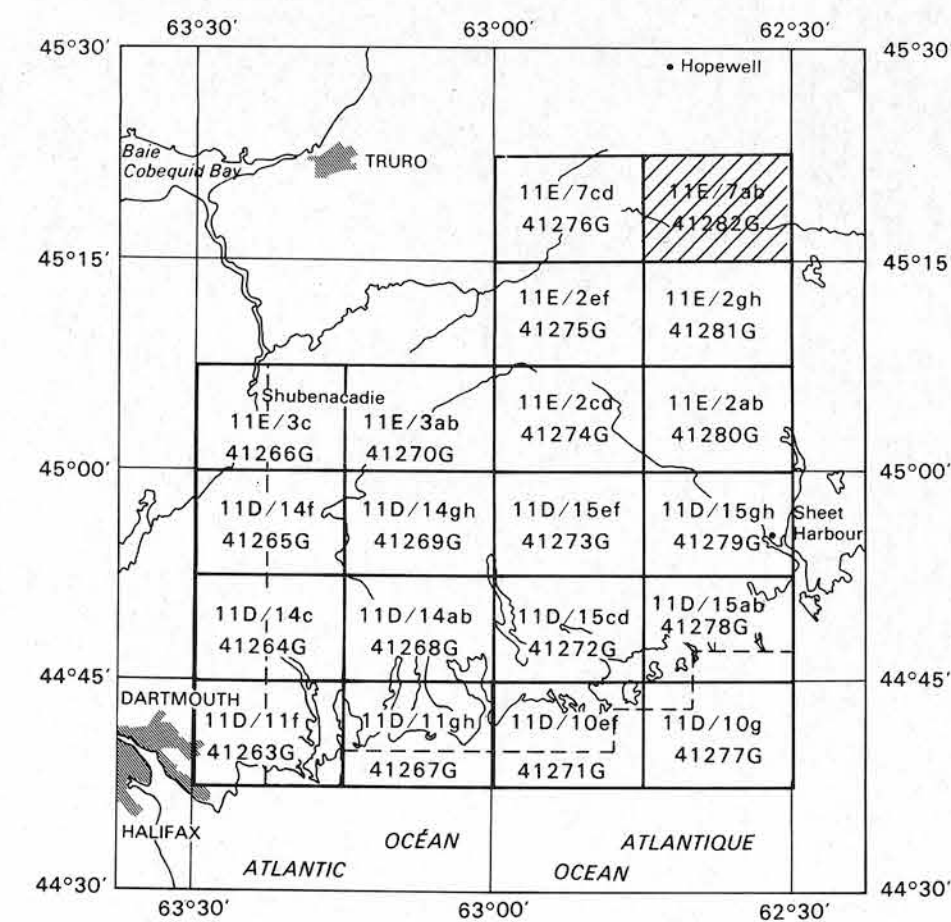 63°30′ 63°00′ 62°30′
45°30′ 45°30′
Hopewell
Baie
Cobequid Bay
TRURO
11E/7cd 11E/7ab
41276G 41282G
45°15′ 45°15′
11E/2ef 11E/2gh
41275G 41281G
Shubenacadie
11E/3c 11E/3ab 11E/2cd 11E/2ab
41266G 41270G 41274G 41280G
45°00′ 45°00′
11D/14f 11D/14gh 11D/15ef 11D/15gh
41265G 41269G 41273G 41279G
Sheet
Harbour
11D/14c 11D/14ab 11D/15cd 11D/15ab
41264G 41268G 41272G 41278G
44°45′ 44°45′
DARTMOUTH
11D/11f 11D/11gh 11D/10ef 11D/10g
41263G 41267G 41271G 41277G
HALIFAX
OCÉAN ATLANTIQUE
ATLANTIC OCEAN
44°30′ 44°30′
63°30′ 63°00′ 62°30′